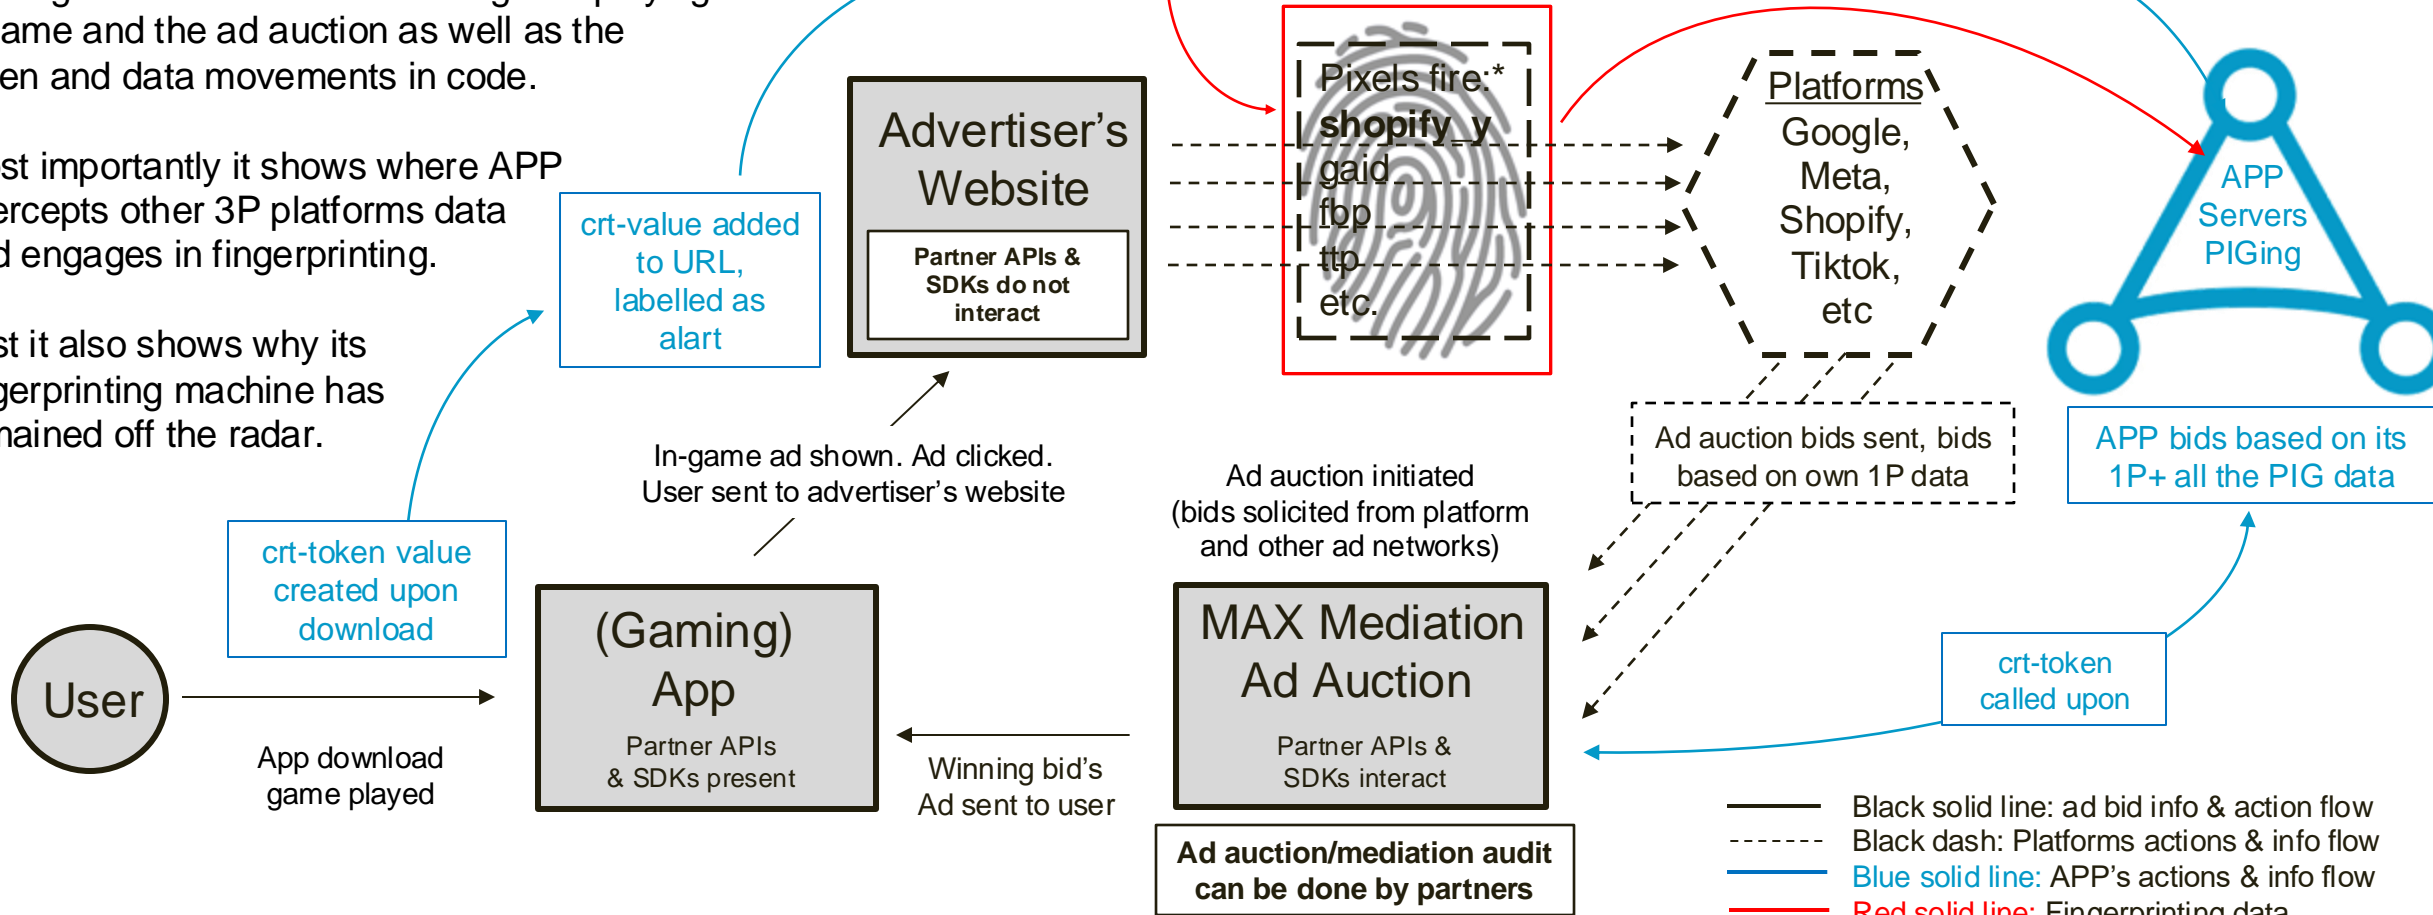 ame and the ad auction as well as the
en and data movements in code.
st importantly it shows where APP
ercepts other 3P platforms data
d engages in fingerprinting.
st it also shows why its
gerprinting machine has
mained off the radar.
crt-value added
to URL,
labelled as
alart
Advertiser's
Website
Partner APIs &
SDKs do not
interact
Pixels fire:*
shopify_y
gaid
fbp
ttp
etc.
Platforms
Google,
Meta,
Shopify,
Tiktok,
etc
APP
Servers
PIGing
In-game ad shown. Ad clicked.
User sent to advertiser's website
Ad auction initiated
(bids solicited from platform
and other ad networks)
Ad auction bids sent, bids
based on own 1P data
APP bids based on its
1P+ all the PIG data
crt-token value
created upon
download
User
App download
game played
(Gaming)
App
Partner APIs
& SDKs present
Winning bid's
Ad sent to user
MAX Mediation
Ad Auction
Partner APIs &
SDKs interact
Ad auction/mediation audit
can be done by partners
crt-token
called upon
Black solid line: ad bid info & action flow
Black dash: Platforms actions & info flow
Blue solid line: APP's actions & info flow
Red solid line: Fingerprinting data